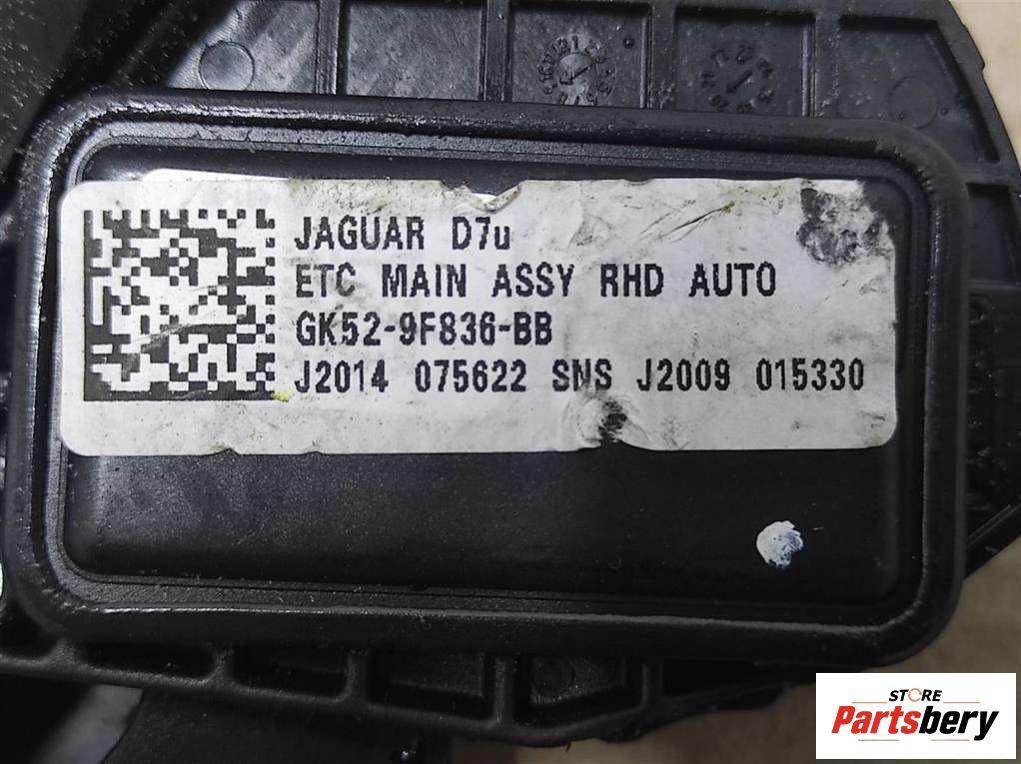 JAGUAR D7u
ETC MAIN ASSY RHD AUTO
GK52-9F836-BB
J2014 075622 SNS J2009 015330
STORE
Partsbery